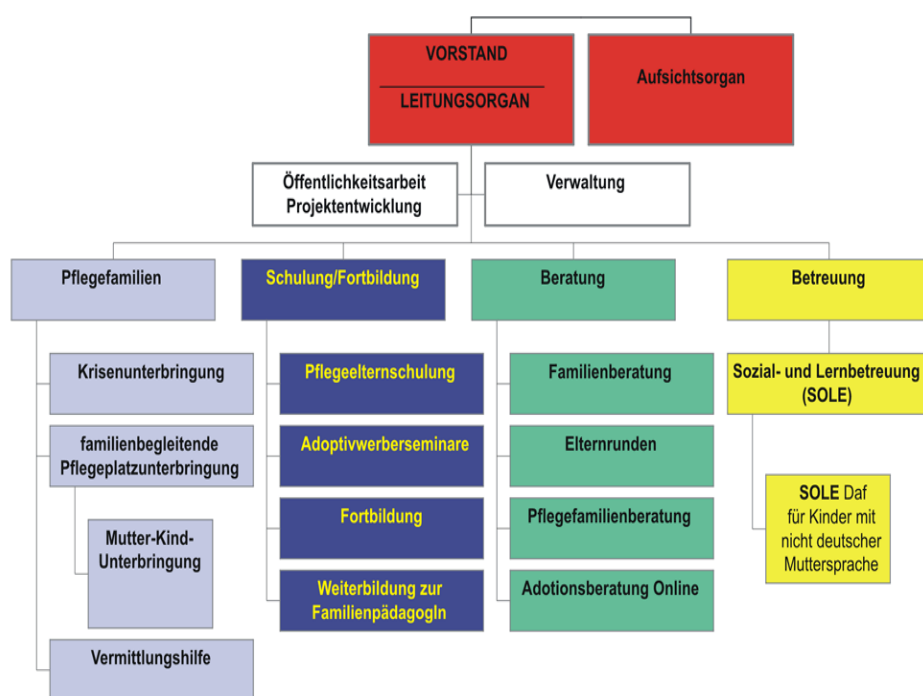 VORSTAND
LEITUNGSORGAN
Aufsichtsorgan
Öffentlichkeitsarbeit
Projektentwicklung
Verwaltung
Pflegefamilien
Schulung/Fortbildung
Beratung
Betreuung
Krisenunterbringung
familienbegleitende
Pflegeplatzunterbringung
Mutter-Kind-
Unterbringung
Vermittlungshilfe
Pflegeelternschulung
Adoptivwerberseminare
Fortbildung
Weiterbildung zur
FamilienpädagogIn
Familienberatung
Elternrunden
Pflegefamilienberatung
Adotionsberatung Online
Sozial- und Lernbetreuung
(SOLE)
SOLE Daf
für Kinder mit
nicht deutscher
Muttersprache